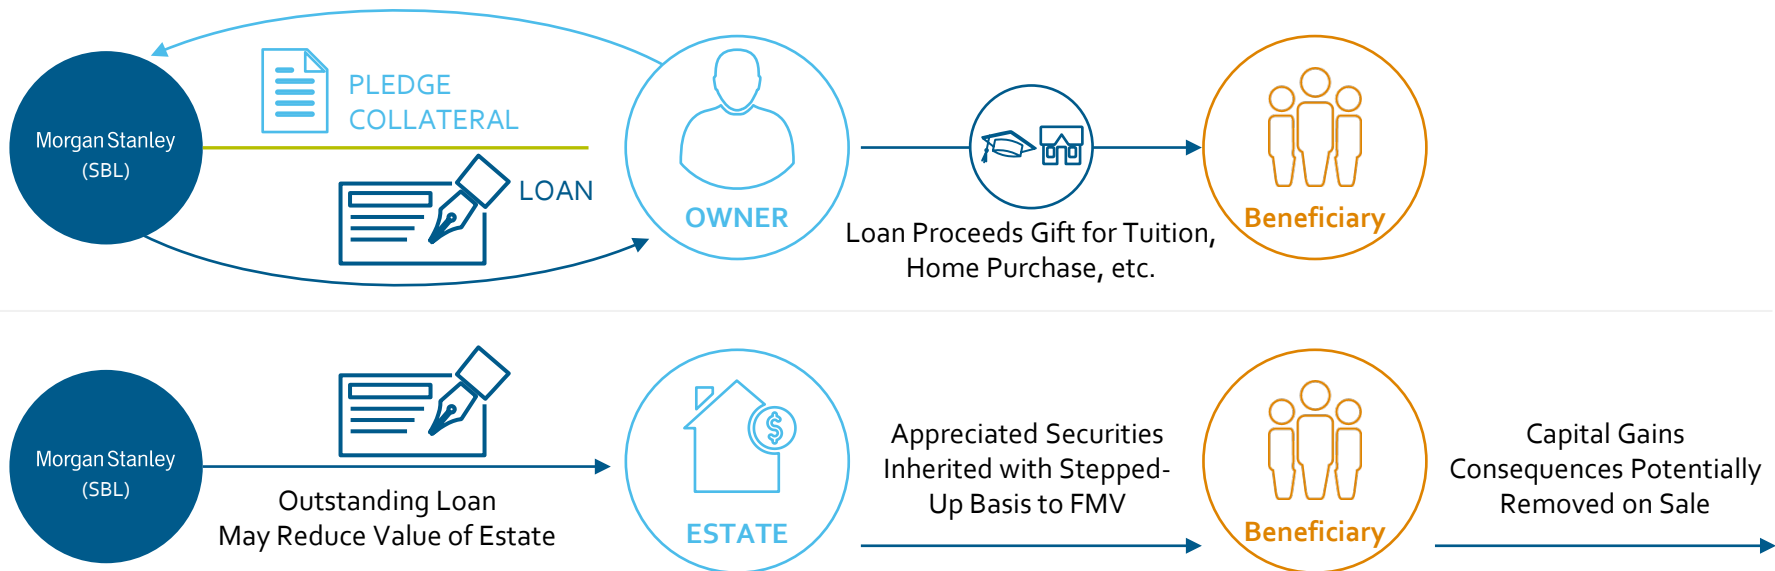 PLEDGE
COLLATERAL
Morgan Stanley
(SBL)
LOAN
OWNER
Loan Proceeds Gift for Tuition,
Home Purchase, etc.
Beneficiary
Morgan Stanley
(SBL)
Outstanding Loan
May Reduce Value of Estate
$
ESTATE
Appreciated Securities
Inherited with Stepped-
Up Basis to FMV
Beneficiary
Capital Gains
Consequences Potentially
Removed on Sale